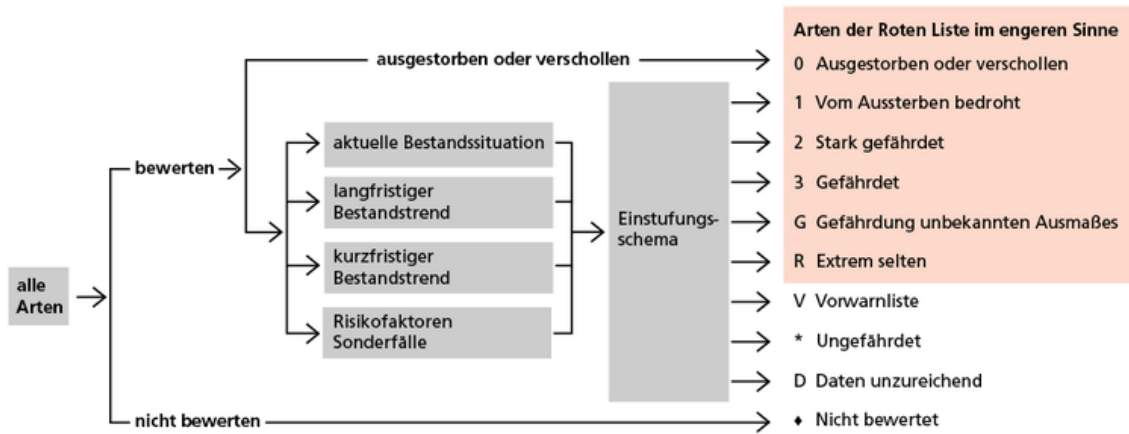 alle
Arten
bewerten
nicht bewerten
ausgestorben oder verschollen
aktuelle Bestandssituation
langfristiger
Bestandstrend
kurzfristiger
Bestandstrend
Risikofaktoren
Sonderfälle
Einstufungs-
schema
Arten der Roten Liste im engeren Sinne
0 Ausgestorben oder verschollen
1 Vom Aussterben bedroht
2 Stark gefährdet
3 Gefährdet
G Gefährdung unbekannten Ausmaßes
R Extrem selten
V Vorwarnliste
* Ungefährdet
D Daten unzureichend
♦ Nicht bewertet